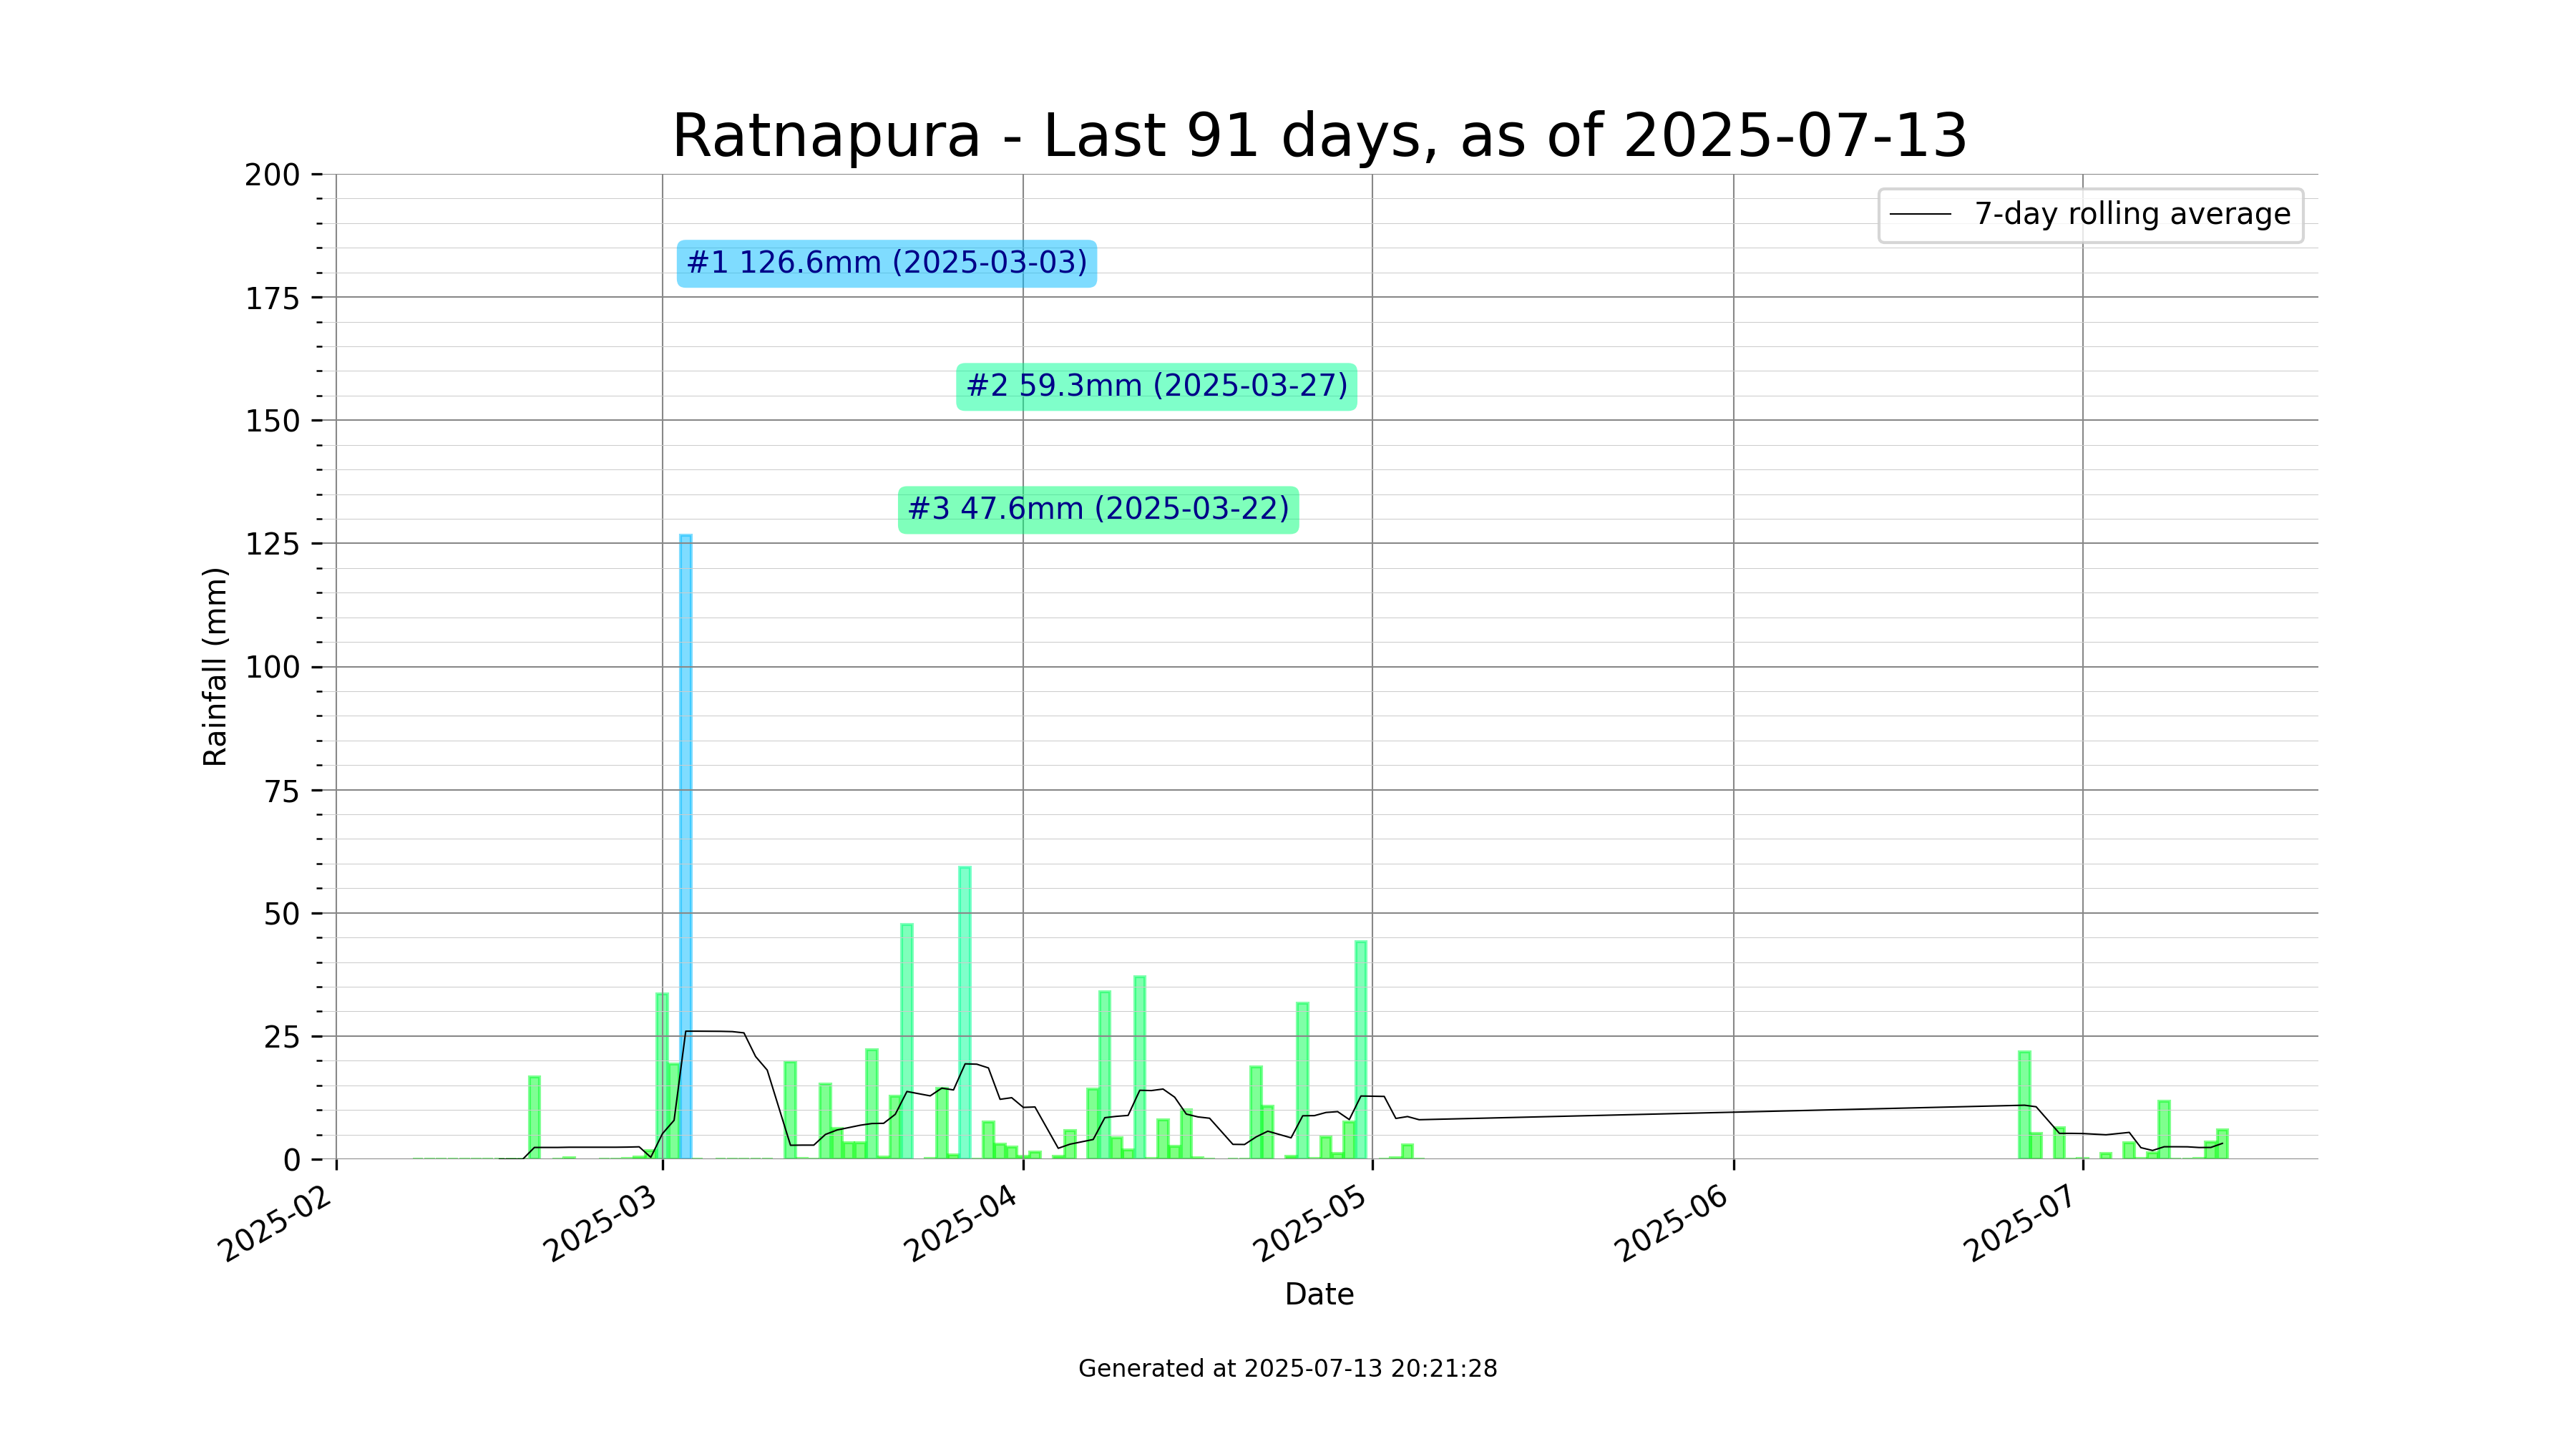 Ratnapura - Last 91 days, as of 2025-07-13
200
175
150
125
100
75
50
25
0
Rainfall (mm)
7-day rolling average
#1 126.6mm (2025-03-03)
#2 59.3mm (2025-03-27)
#3 47.6mm (2025-03-22)
2025-02
2025-03
2025-04
2025-05
2025-06
2025-07
Date
Generated at 2025-07-13 20:21:28